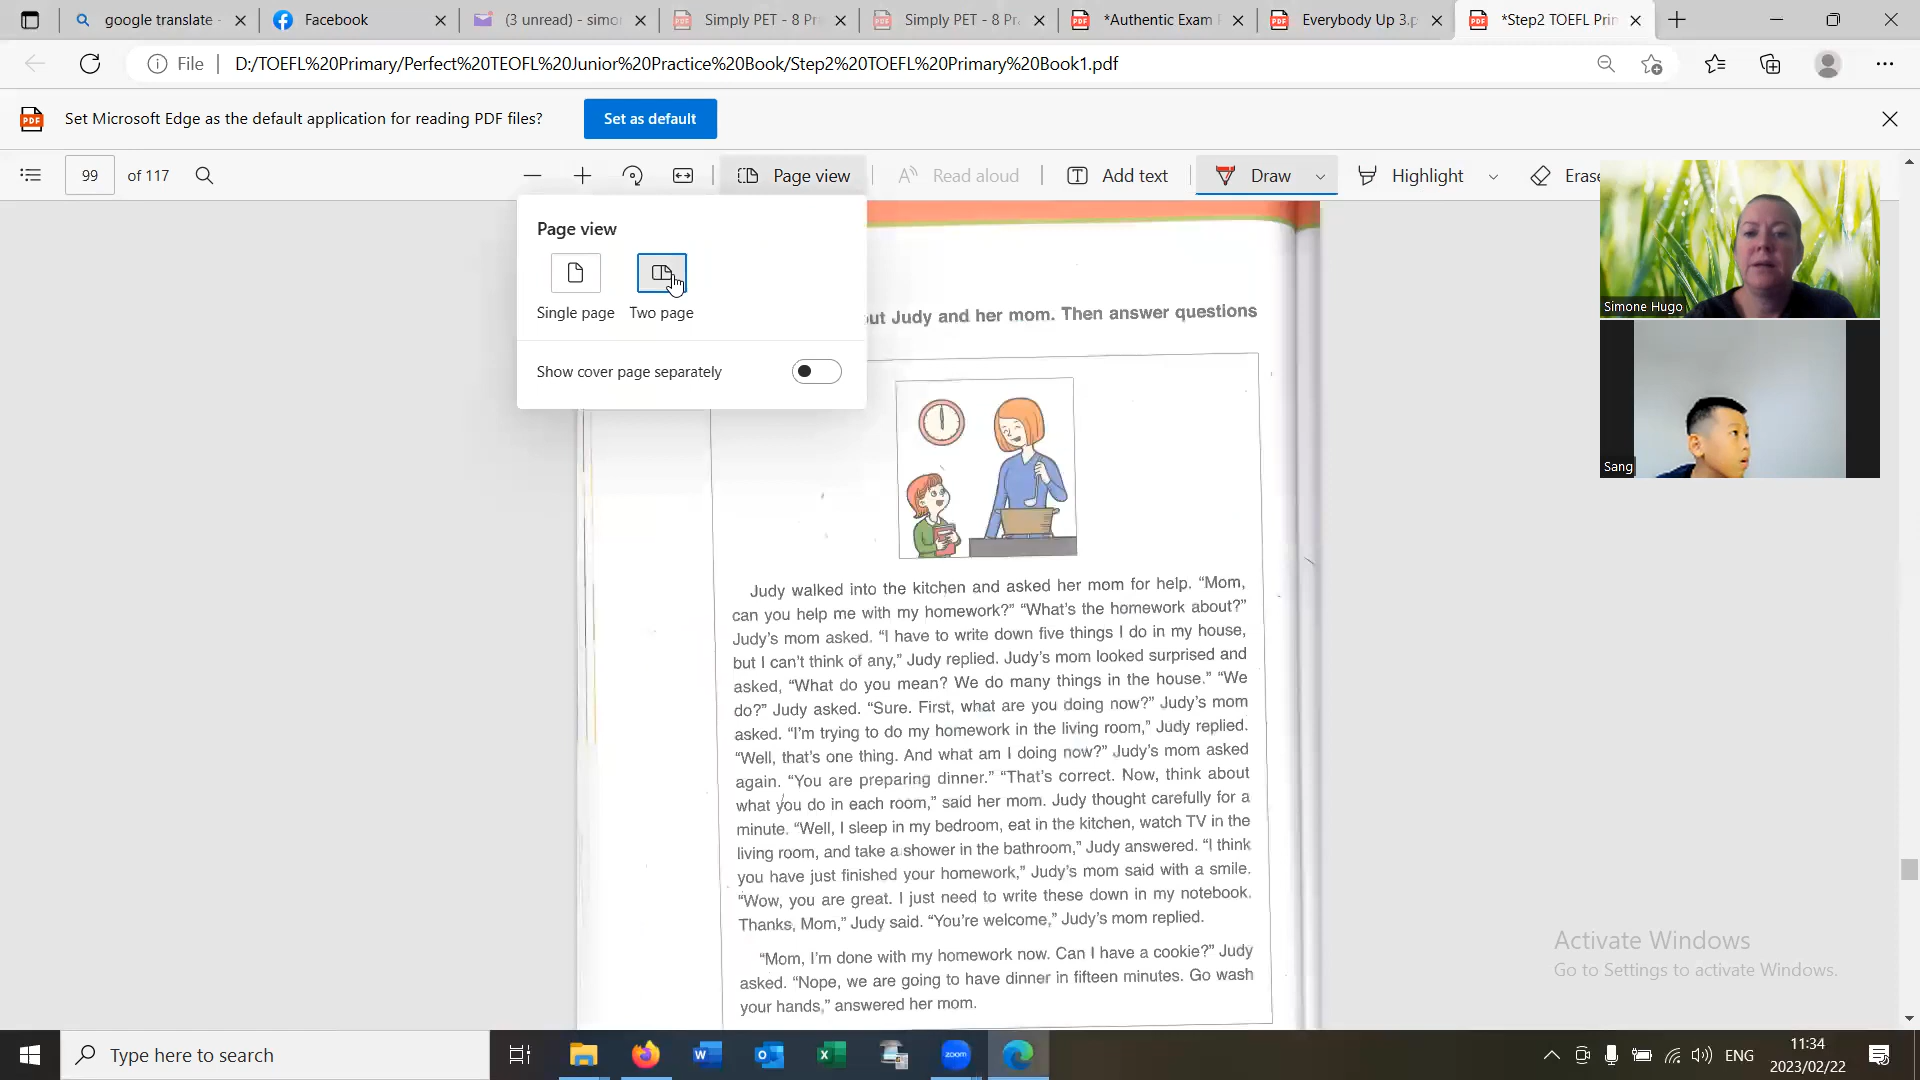 google translate
Facebook
(3 unread) - simo
Simply PET - 8 Pr
Simply PET - 8 Pr
*Authentic Exam
Everybody Up 3.p
*Step2 TOEFL Prin
File
D:/TOEFL%20Primary/Perfect%20TEOFL%20Junior%20Practice%20Book/Step2%20TOEFL%20Primary%20Book1.pdf
PDF
Set Microsoft Edge as the default application for reading PDF files?
Set as default
99
of 117
Page view
Read aloud
Add text
Draw
Highlight
Erase
Page view
Single page
Two page
Show cover page separately
Simone Hugo
Sang
ut Judy and her mom. Then answer questions
Judy walked into the kitchen and asked her mom for help. “Mom,
can you help me with my homework?” “What’s the homework about?”
Judy’s mom asked. “I have to write down five things I do in my house,
but I can't think of any,” Judy replied. Judy’s mom looked surprised and
asked, “What do you mean? We do many things in the house.” “We
do?” Judy asked. “Sure. First, what are you doing now?” Judy’s mom
asked. “I’m trying to do my homework in the living room,” Judy replied.
“Well, that’s one thing. And what am I doing now?” Judy’s mom asked
again. “You are preparing dinner.” “That’s correct. Now, think about
what you do in each room,” said her mom. Judy thought carefully for a
minute. “Well, I sleep in my bedroom, eat in the kitchen, watch TV in the
living room, and take a shower in the bathroom,” Judy answered. “I think
you have just finished your homework,” Judy’s mom said with a smile.
“Wow, you are great. I just need to write these down in my notebook.
Thanks, Mom,” Judy said. “You’re welcome,” Judy’s mom replied.
“Mom, I’m done with my homework now. Can I have a cookie?” Judy
asked. “Nope, we are going to have dinner in fifteen minutes. Go wash
your hands,” answered her mom.
Activate Windows
Go to Settings to activate Windows.
Type here to search
zoom
ENG
11:34
2023/02/22